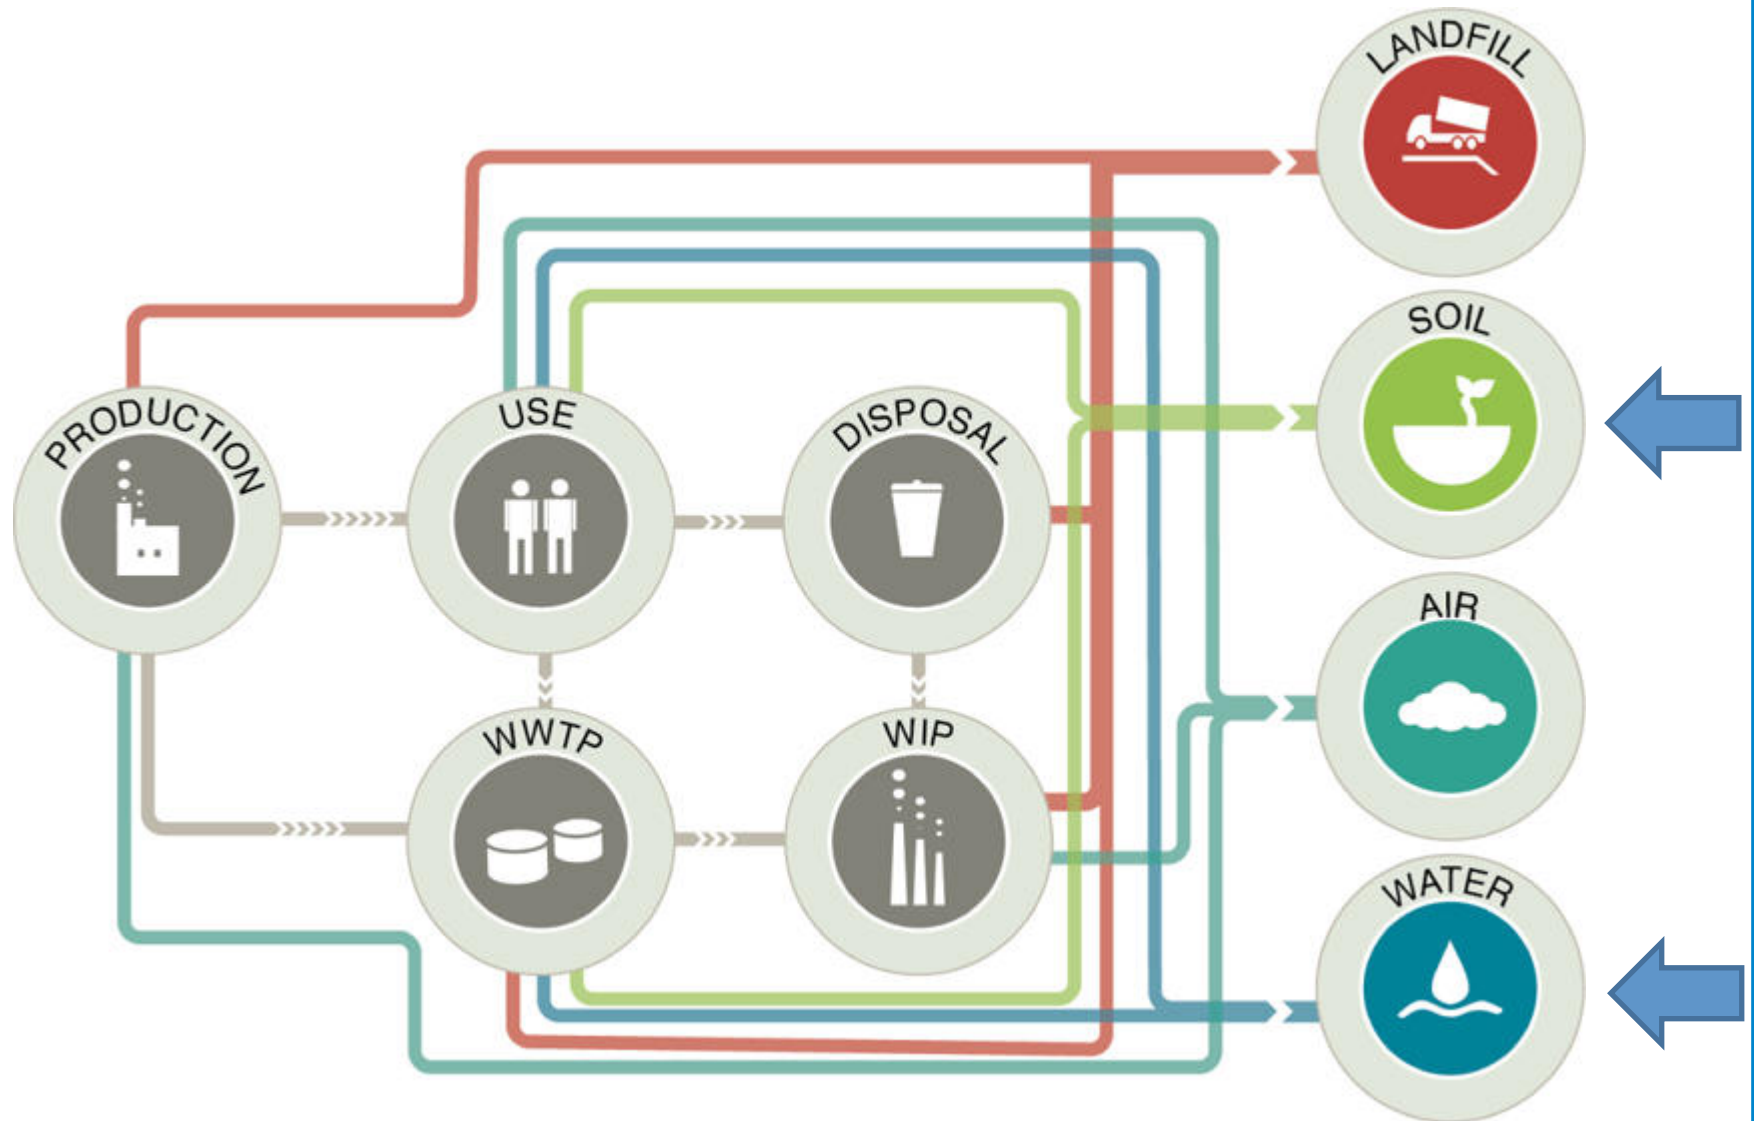 LANDFILL
SOIL
PRODUCTION
USE
DISPOSAL
AIR
WWTP
WIP
WATER